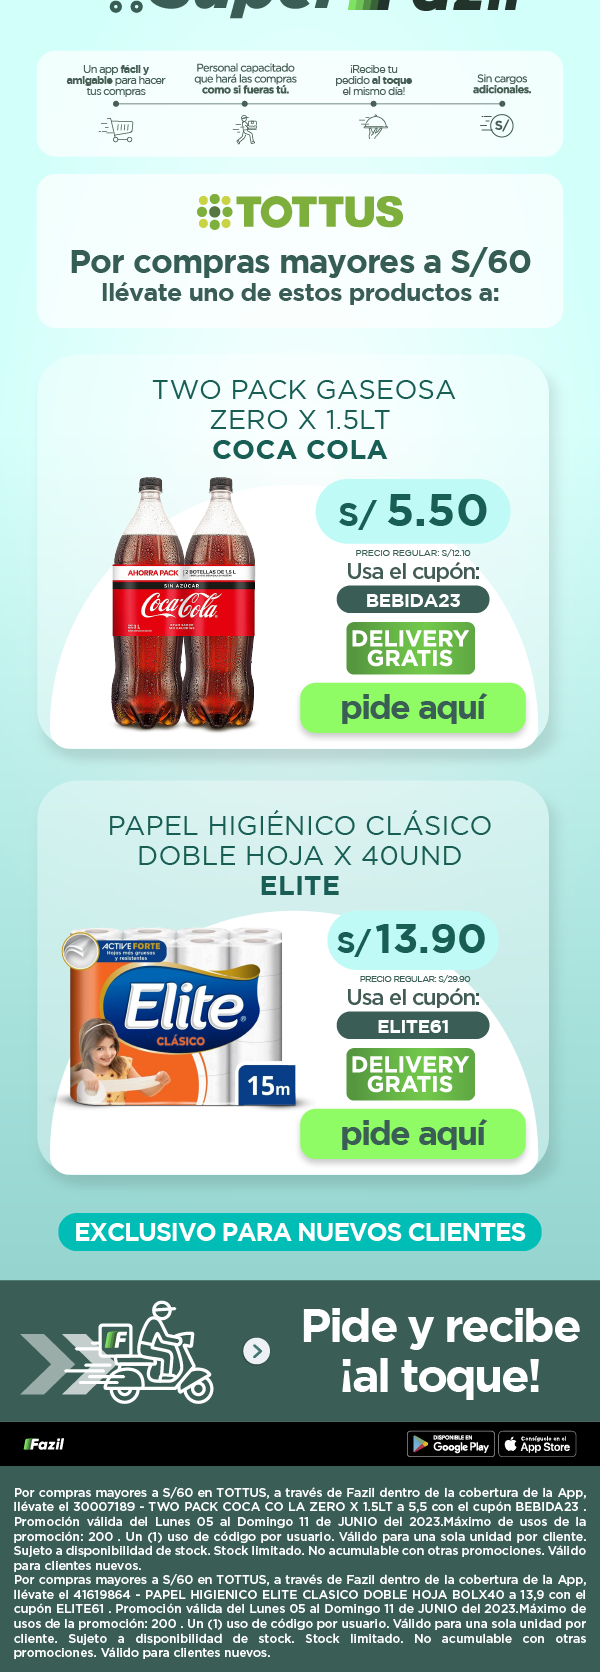 Super Fazil
Un app fácil y
amigable para hacer
tus compras
Personal capacitado
que hará las compras
como si fueras tú.
¡Recibe tu
pedido al toque
el mismo día!
Sin cargos
adicionales.
S/
TOTTUS
Por compras mayores a S/60
llévate uno de estos productos a:
TWO PACK GASEOSA
ZERO X 1.5LT
COCA COLA
AHORRA PACK 2 BOTELLAS DE 1.5 L
SIN AZÚCAR
Coca-Cola
S/ 5.50
PRECIO REGULAR: S/12.10
Usa el cupón:
BEBIDA23
DELIVERY
GRATIS
pide aquí
PAPEL HIGIÉNICO CLÁSICO
DOBLE HOJA X 40UND
ELITE
ACTIVE FORTE
Hojas más gruesas
y resistentes
Elite
CLÁSICO
15m
S/13.90
PRECIO REGULAR: S/29.90
Usa el cupón:
ELITE61
DELIVERY
GRATIS
pide aquí
EXCLUSIVO PARA NUEVOS CLIENTES
F
Pide y recibe
¡al toque!
Fazil
DISPONIBLE EN
Google Play
Consíguelo en el
App Store
Por compras mayores a S/60 en TOTTUS, a través de Fazil dentro de la cobertura de la App,
llévate el 30007189 - TWO PACK COCA CO LA ZERO X 1.5LT a 5,5 con el cupón BEBIDA23 .
Promoción válida del Lunes 05 al Domingo 11 de JUNIO del 2023.Máximo de usos de la
promoción: 200 . Un (1) uso de código por usuario. Válido para una sola unidad por cliente.
Sujeto a disponibilidad de stock. Stock limitado. No acumulable con otras promociones. Válido
para clientes nuevos.
Por compras mayores a S/60 en TOTTUS, a través de Fazil dentro de la cobertura de la App,
llévate el 41619864 - PAPEL HIGIENICO ELITE CLASICO DOBLE HOJA BOLX40 a 13,9 con el
cupón ELITE61 . Promoción válida del Lunes 05 al Domingo 11 de JUNIO del 2023.Máximo de
usos de la promoción: 200 . Un (1) uso de código por usuario. Válido para una sola unidad por
cliente. Sujeto a disponibilidad de stock. Stock limitado. No acumulable con otras
promociones. Válido para clientes nuevos.